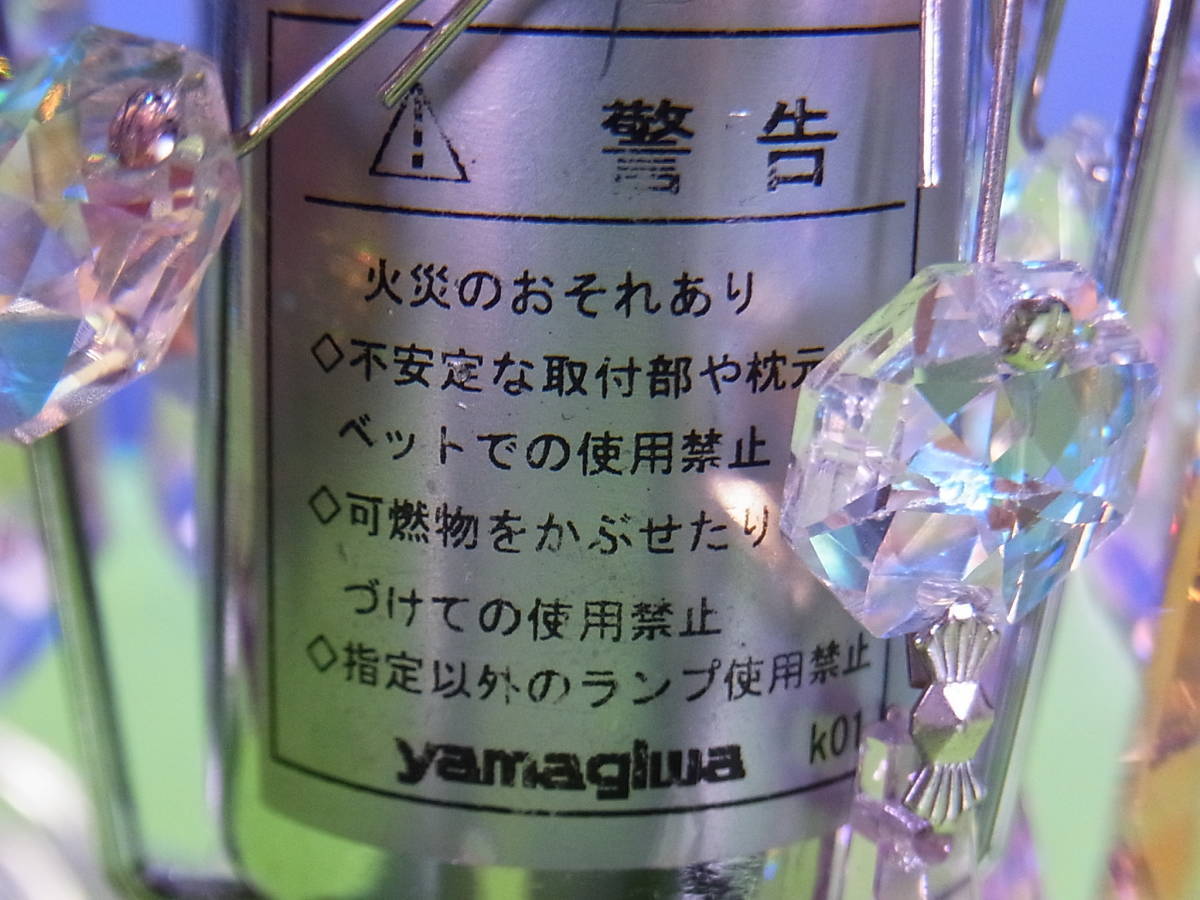 ⚠ 警告
火災のおそれあり
◇不安定な取付部や枕元
ベットでの使用禁止
◇可燃物をかぶせたり
づけての使用禁止
◇指定以外のランプ使用禁止
yamagiwa k01